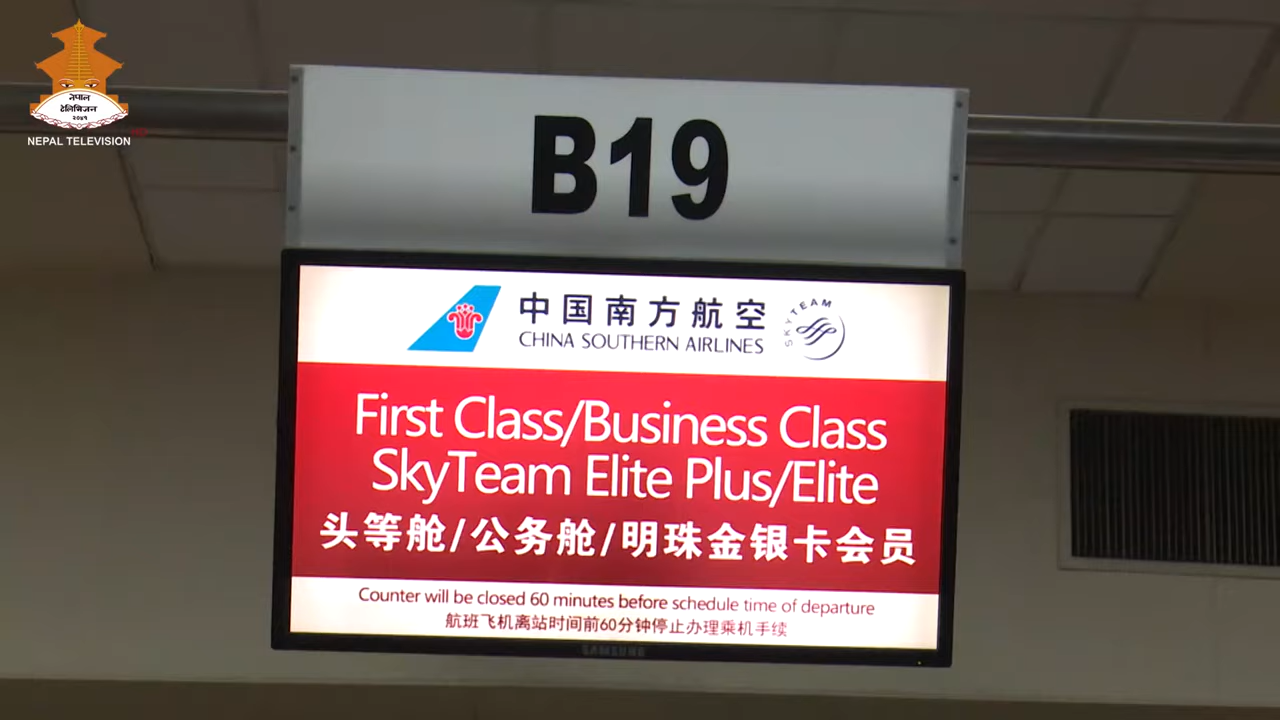 नेपाल
टेलिभिजन
२०४१
NEPAL TELEVISION
B19
中国南方航空
CHINA SOUTHERN AIRLINES
SKYTEAM
First Class/Business Class
SkyTeam Elite Plus/Elite
头等舱/公务舱/明珠金银卡会员
Counter will be closed 60 minutes before schedule time of departure
航班飞机离站时间前60分钟停止办理乘机手续
SAMSUNG